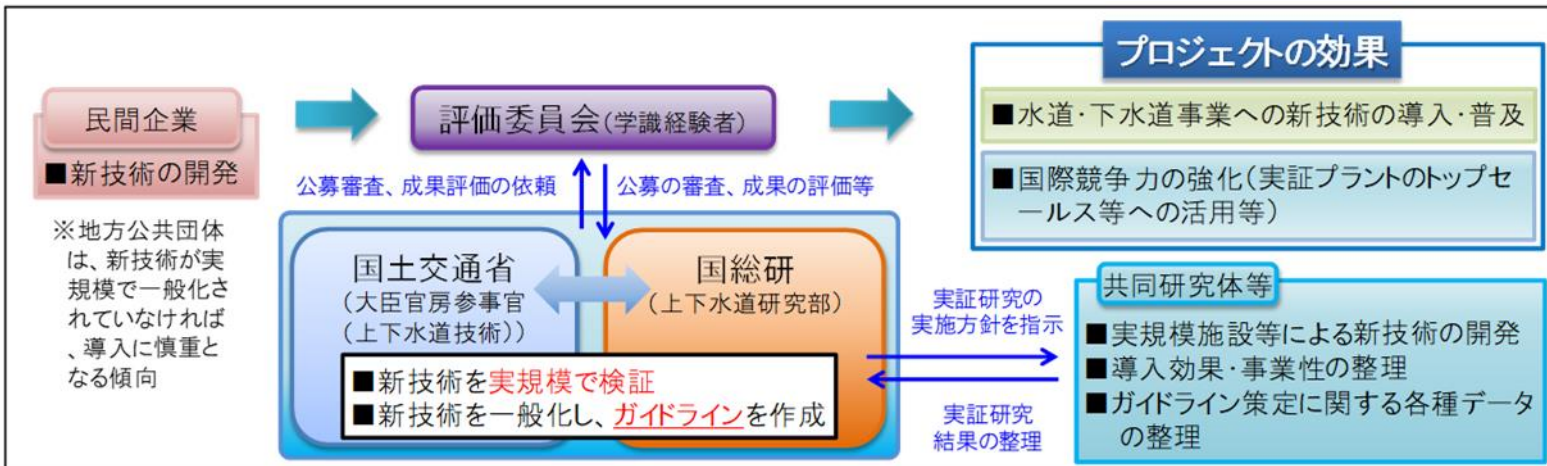 民間企業
■新技術の開発
※地方公共団体
は、新技術が実
規模で一般化さ
れていなければ
、導入に慎重と
なる傾向
評価委員会(学識経験者)
公募審査、成果評価の依頼
公募の審査、成果の評価等
国土交通省
(大臣官房参事官
(上下水道技術))
国総研
(上下水道研究部)
■新技術を実規模で検証
■新技術を一般化し、ガイドラインを作成
プロジェクトの効果
■水道・下水道事業への新技術の導入・普及
■国際競争力の強化(実証プラントのトップセ
ールス等への活用等)
実証研究の
実施方針を指示
実証研究
結果の整理
共同研究体等
■実規模施設等による新技術の開発
■導入効果・事業性の整理
■ガイドライン策定に関する各種データ
の整理